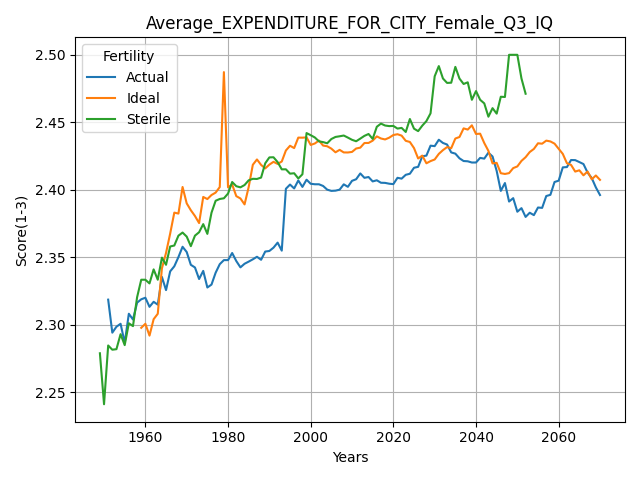 Average_EXPENDITURE_FOR_CITY_Female_Q3_IQ
Fertility
Actual
Ideal
Sterile
Score(1-3)
2.50
2.45
2.40
2.35
2.30
2.25
1960 1980 2000 2020 2040 2060
Years